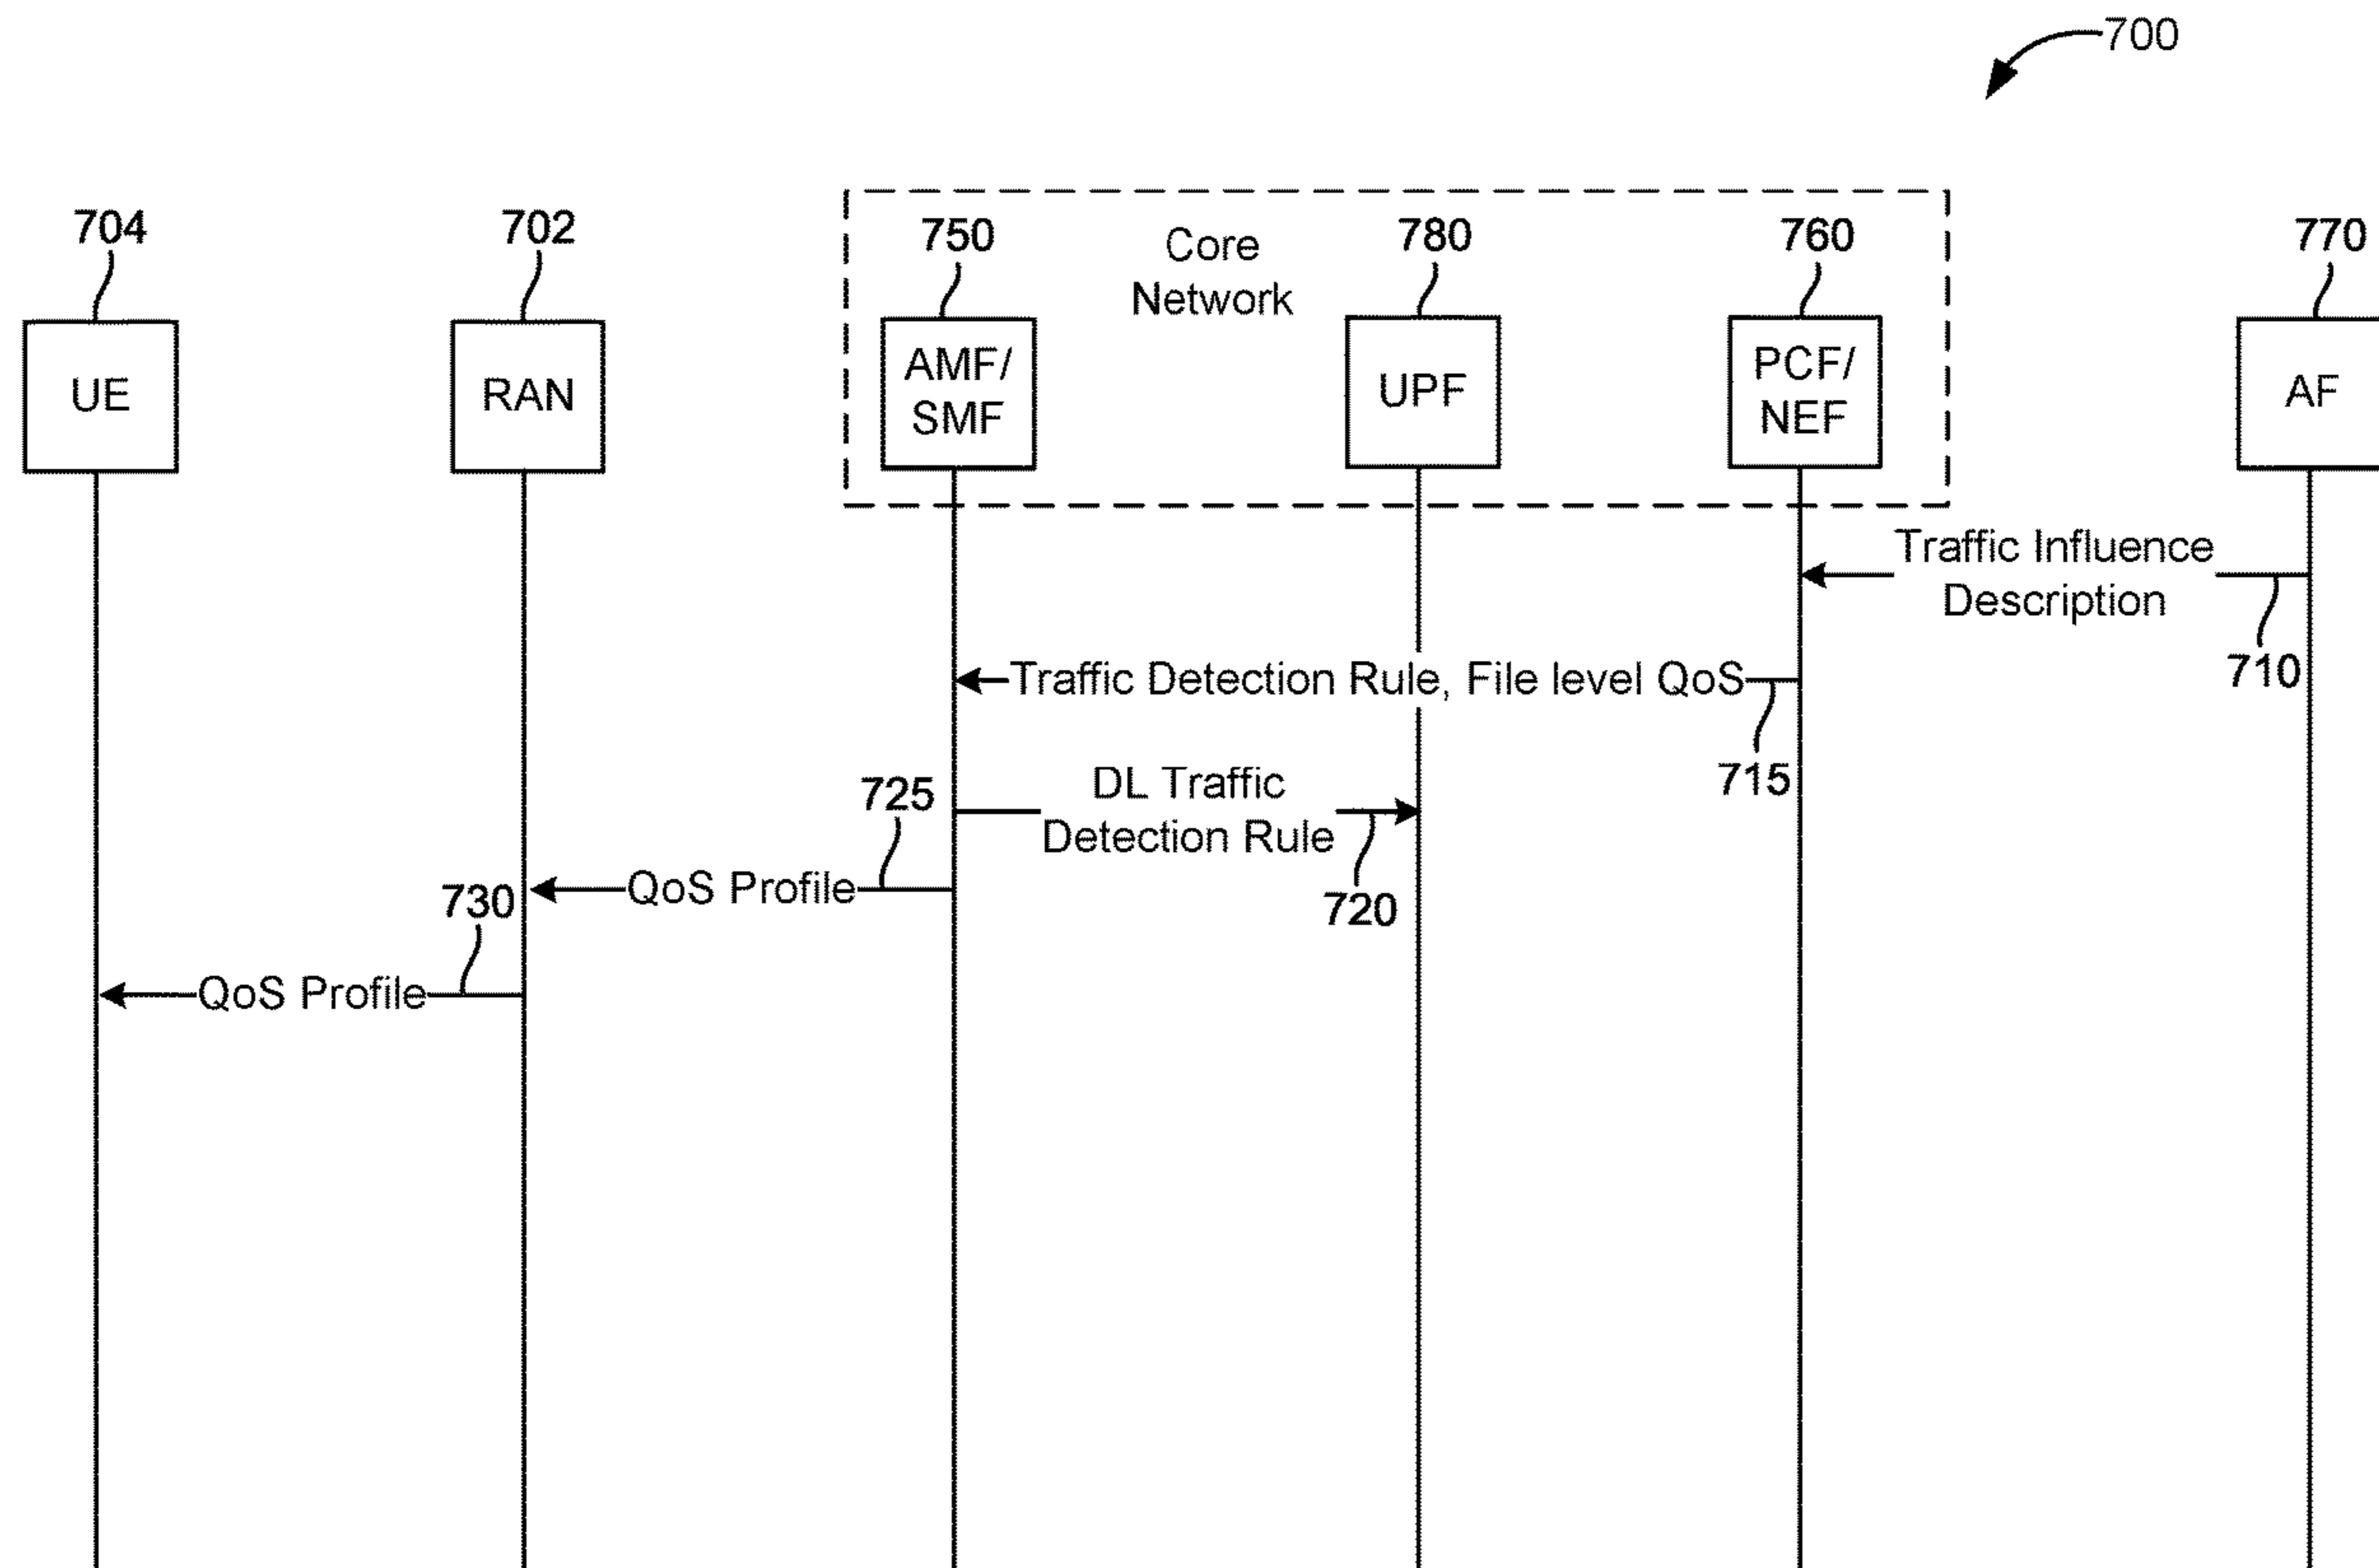 700
704
702
750
Core
Network
780
760
770
UE
RAN
AMF/
SMF
UPF
PCF/
NEF
AF
Traffic Influence
Description
710
Traffic Detection Rule, File level QoS
715
DL Traffic
Detection Rule
720
725
QoS Profile
730
QoS Profile